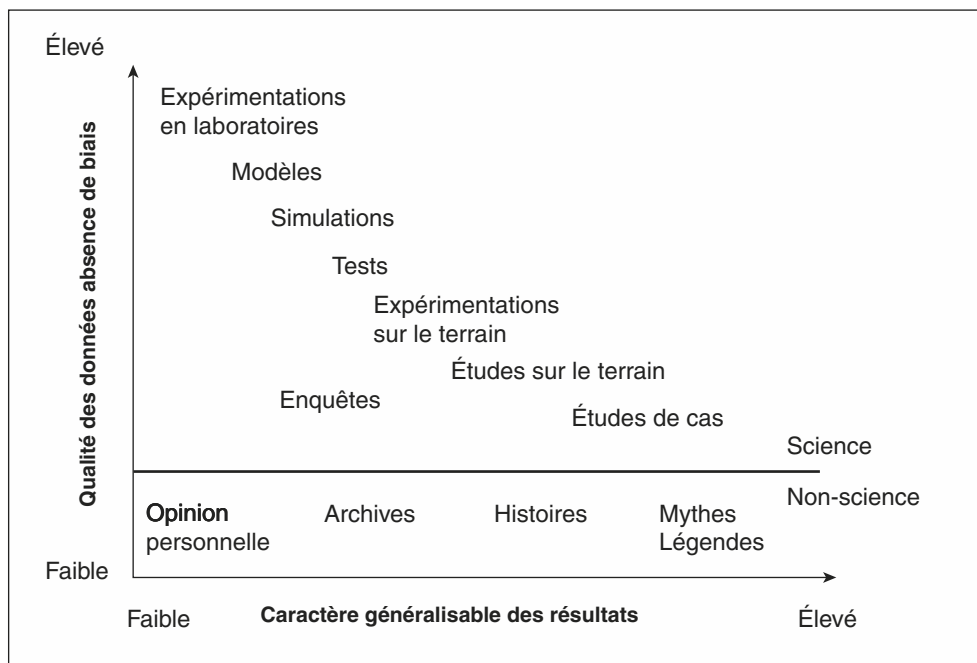 Élevé
Expérimentations
en laboratoires
Modèles
Simulations
Tests
Expérimentations
sur le terrain
Études sur le terrain
Enquêtes
Études de cas
Science
Non-science
Opinion
personnelle
Archives
Histoires
Mythes
Légendes
Qualité des données absence de biais
Faible
Faible
Caractère généralisable des résultats
Élevé